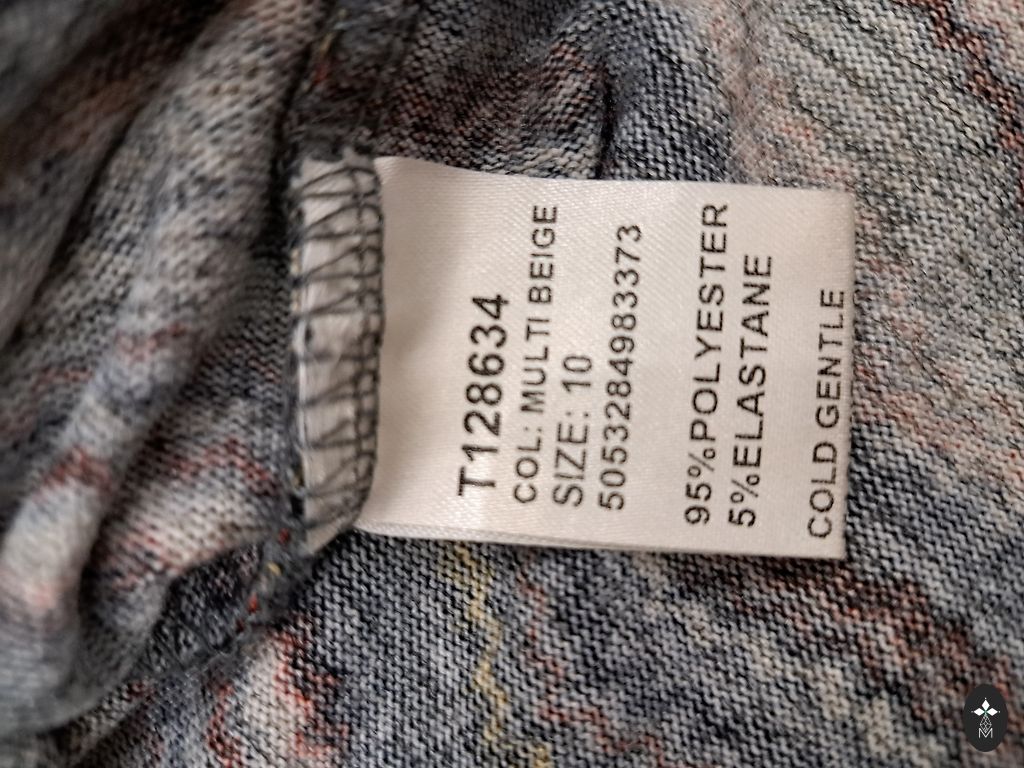 T128634
COL: MULTI BEIGE
SIZE: 10
5053284983373
95%POLYESTER
5%ELASTANE
COLD GENTLE
M